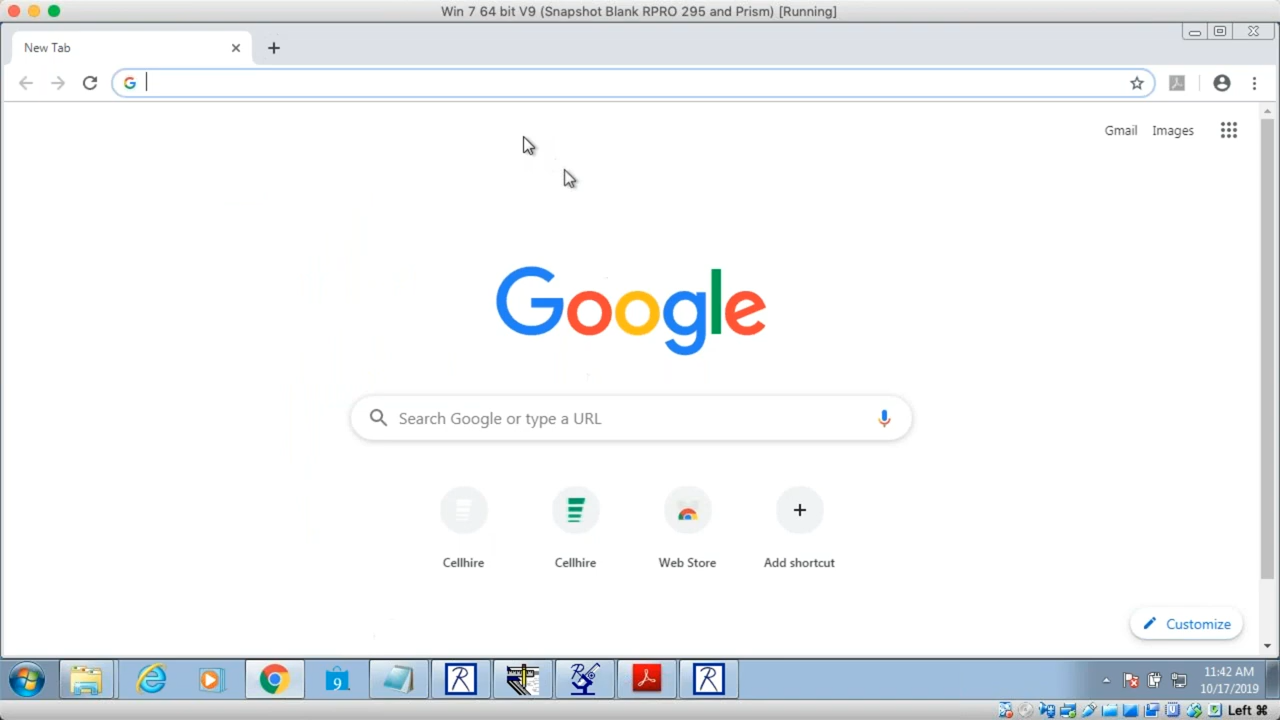 Win 7 64 bit V9 (Snapshot Blank RPRO 295 and Prism) [Running]
New Tab
Gmail Images
Google
Search Google or type a URL
Cellhire Cellhire Web Store Add shortcut
Customize
9
R
R
11:42 AM
10/17/2019
Left ⌘